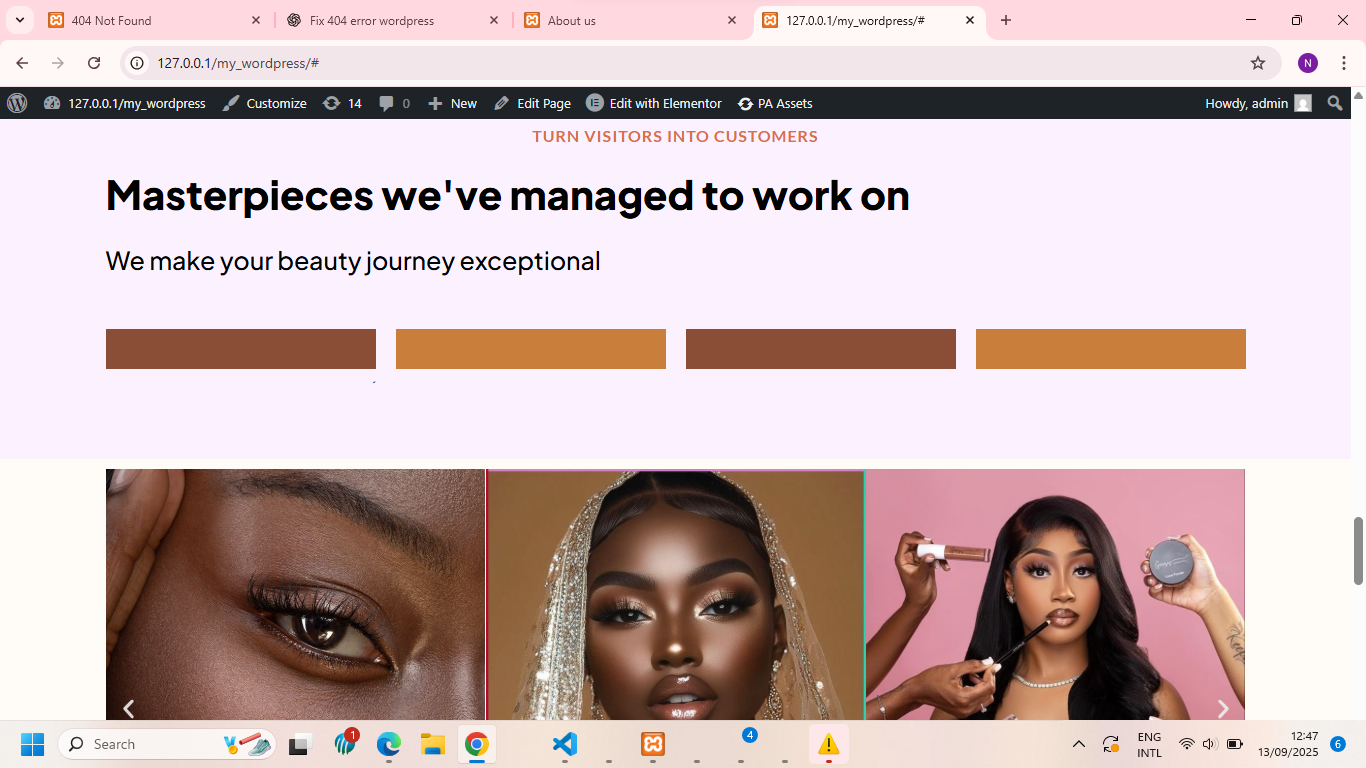 404 Not Found
Fix 404 error wordpress
About us
127.0.0.1/my_wordpress/#
127.0.0.1/my_wordpress/#
N
127.0.0.1/my_wordpress
Customize
14
0
New
Edit Page
Edit with Elementor
PA Assets
Howdy, admin
TURN VISITORS INTO CUSTOMERS
Masterpieces we've managed to work on
We make your beauty journey exceptional
Search
1
4
ENG
INTL
12:47
13/09/2025
6